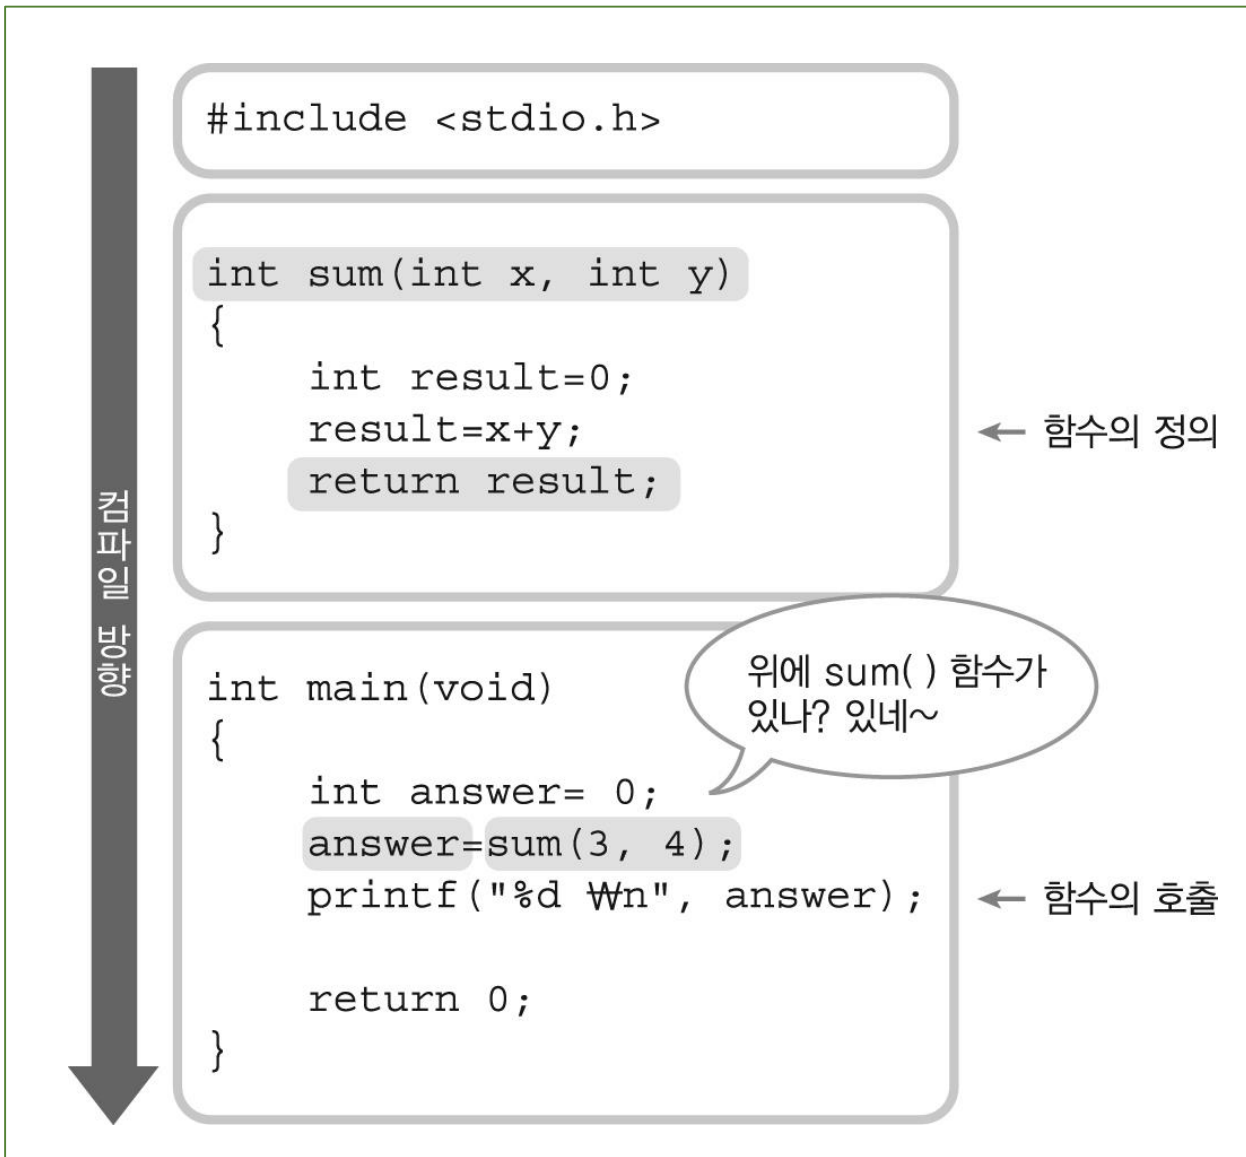 #include <stdio.h>
int sum(int x, int y)
{
int result=0;
result=x+y;
return result;
}
← 함수의 정의
컴파일 방향
int main(void)
{
위에 sum( ) 함수가
있나? 있네~
int answer= 0;
answer=sum(3, 4);
printf("%d ₩n", answer);
← 함수의 호출
return 0;
}